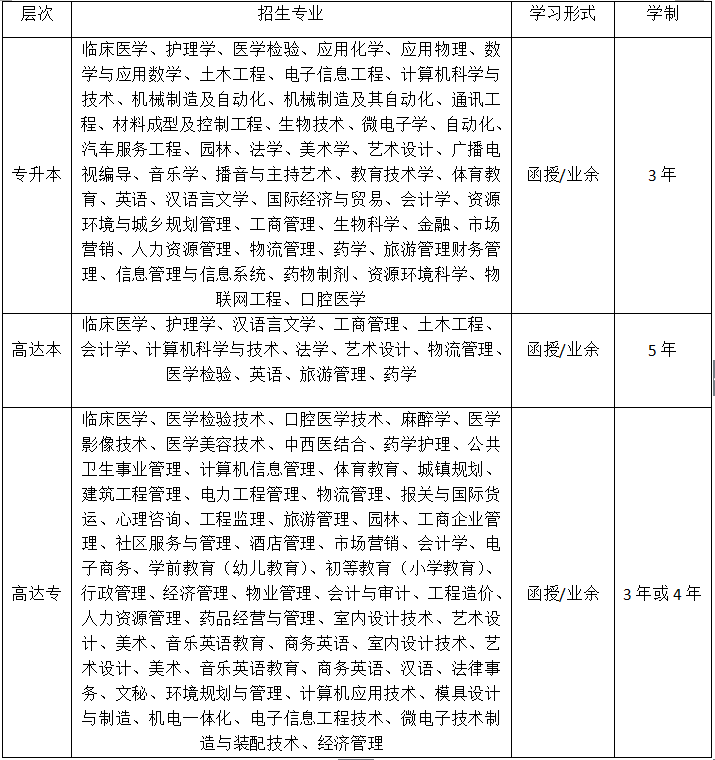 层次 招生专业 学习形式 学制
临床医学、护理学、医学检验、应用化学、应用物理、数
学与应用数学、土木工程、电子信息工程、计算机科学与
技术、机械制造及自动化、机械制造及其自动化、通讯工
程、材料成型及控制工程、生物技术、微电子学、自动化、
汽车服务工程、园林、法学、美术学、艺术设计、广播电
专升本 视编导、音乐学、播音与主持艺术、教育技术学、体育教 函授/业余 3年
育、英语、汉语言文学、国际经济与贸易、会计学、资源
环境与城乡规划管理、工商管理、生物科学、金融、市场
营销、人力资源管理、物流管理、药学、旅游管理财务管
理、信息管理与信息系统、药物制剂、资源环境科学、物
联网工程、口腔医学
临床医学、护理学、汉语言文学、工商管理、土木工程、
高达本 会计学、计算机科学与技术、法学、艺术设计、物流管理、 函授/业余 5年
医学检验、英语、旅游管理、药学
临床医学、医学检验技术、口腔医学技术、麻醉学、医学
影像技术、医学美容技术、中西医结合、药学护理、公共
卫生事业管理、计算机信息管理、体育教育、城镇规划、
建筑工程管理、电力工程管理、物流管理、报关与国际货
运、心理咨询、工程监理、旅游管理、园林、工商企业管
理、社区服务与管理、酒店管理、市场营销、会计学、电
子商务、学前教育（幼儿教育）、初等教育（小学教育）、
高达专 行政管理、经济管理、物业管理、会计与审计、工程造价、 函授/业余 3年或4年
人力资源管理、药品经营与管理、室内设计技术、艺术设
计、美术、音乐英语教育、商务英语、室内设计技术、艺
术设计、美术、音乐英语教育、商务英语、汉语、法律事
务、文秘、环境规划与管理、计算机应用技术、模具设计
与制造、机电一体化、电子信息工程技术、微电子技术制
造与装配技术、经济管理